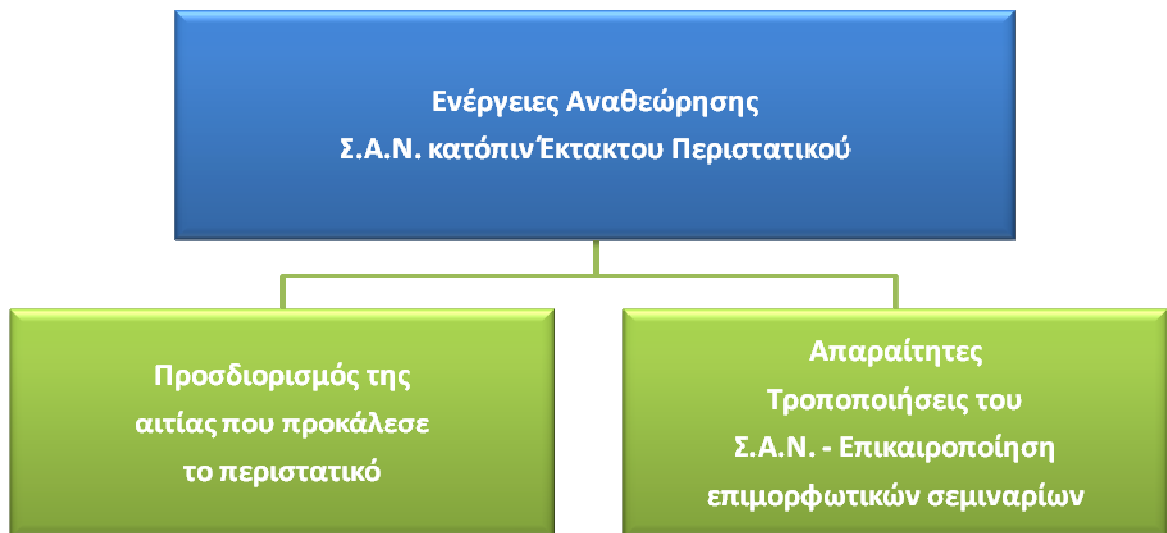 Ενέργειες Αναθεώρησης
Σ.Α.Ν. κατόπιν Έκτακτου Περιστατικού
Προσδιορισμός της
αιτίας που προκάλεσε
το περιστατικό
Απαραίτητες
Τροποποιήσεις του
Σ.Α.Ν. - Επικαιροποίηση
επιμορφωτικών σεμιναρίων